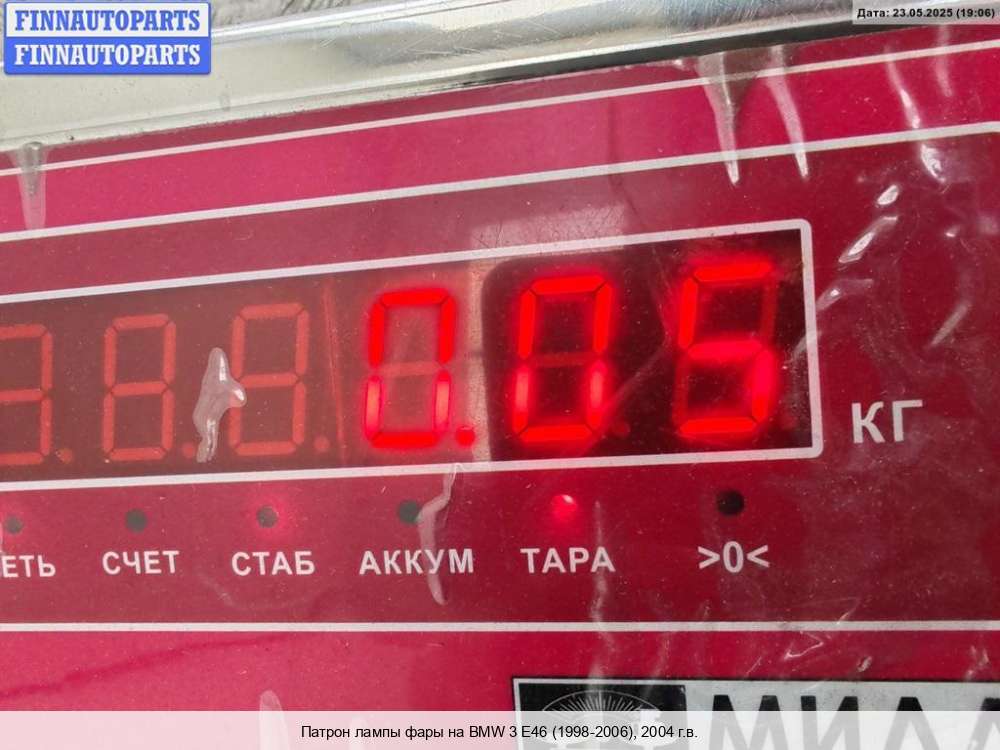 FINNAUTOPARTS
FINNAUTOPARTS
Дата: 23.05.2025 (19:06)
0.05
КГ
СЧЕТ СТАБ АККУМ ТАРА >0<
Патрон лампы фары на BMW 3 E46 (1998-2006), 2004 г.в.